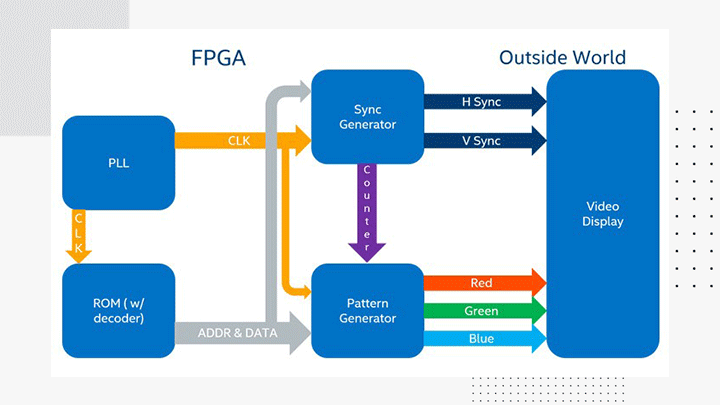 FPGA
Outside World
PLL
CLK
Sync
Generator
H Sync
V Sync
CLK
Counter
Video
Display
ROM ( w/
decoder)
ADDR & DATA
Pattern
Generator
Red
Green
Blue